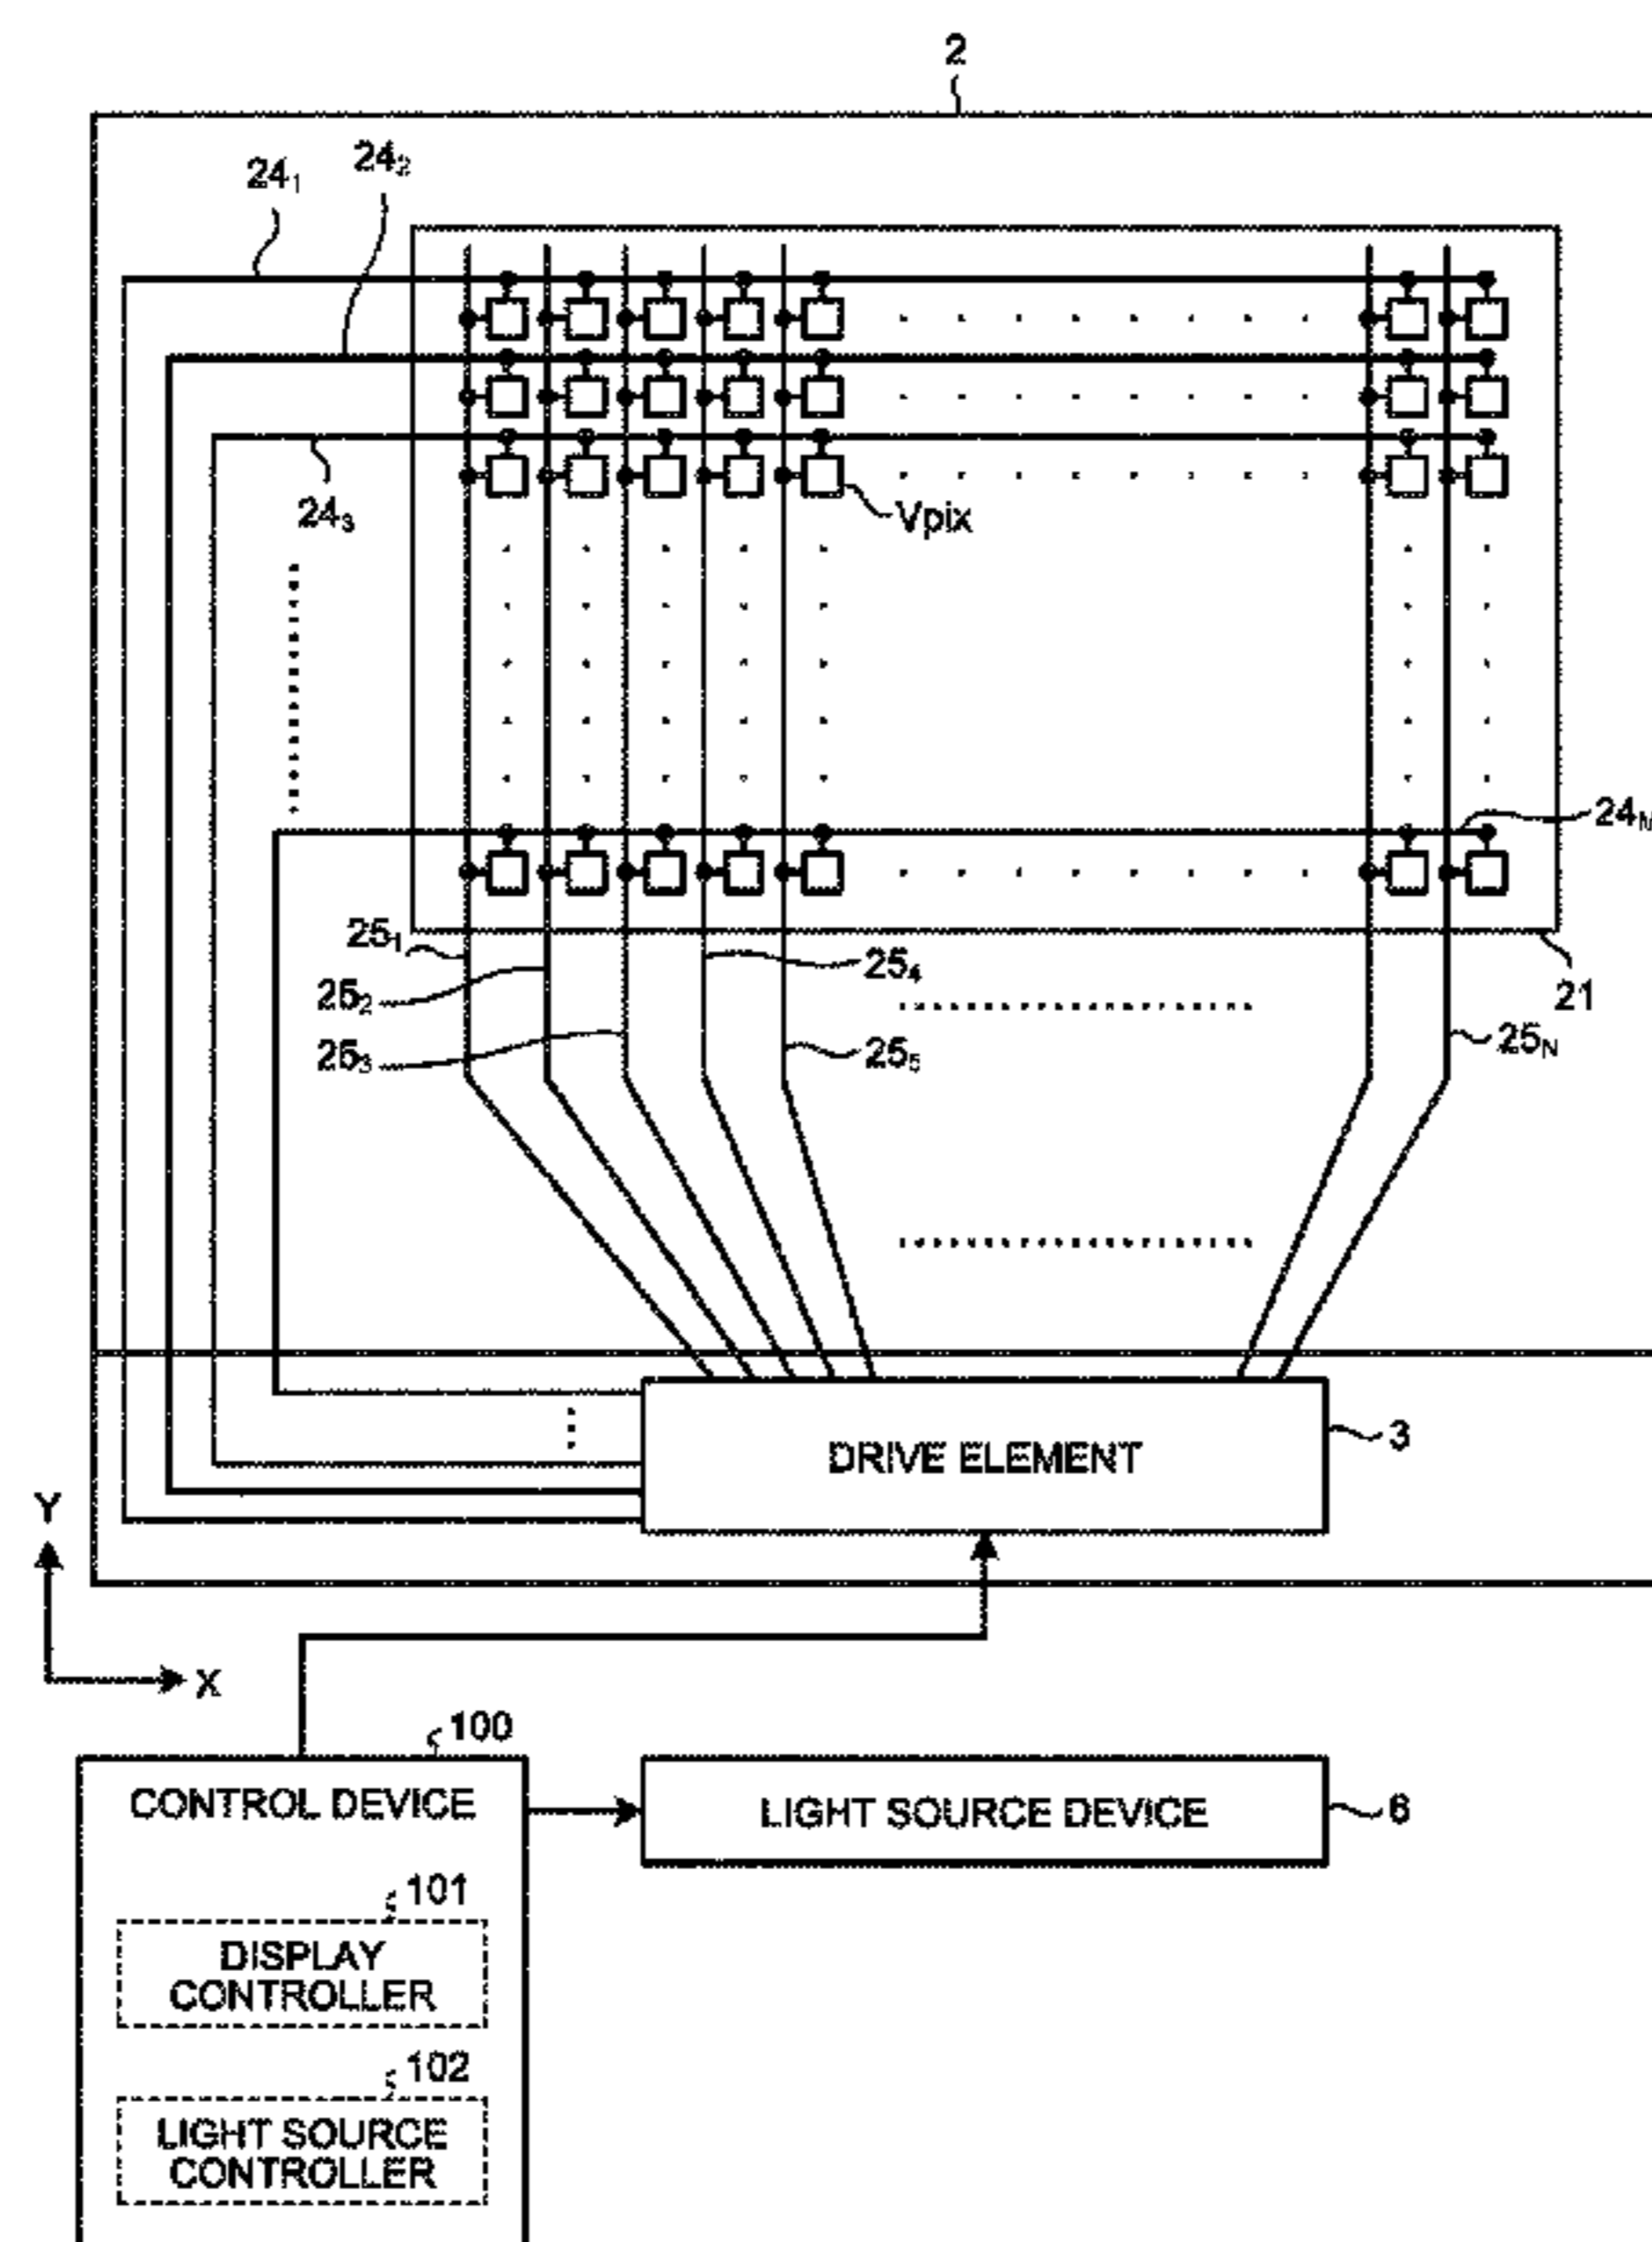 2
24₁
24₂
24₃
Vpix
24M
25₁
25₂
25₃
25₄
25₅
21
25N
DRIVE ELEMENT
3
Y
X
100
CONTROL DEVICE
LIGHT SOURCE DEVICE
6
101
DISPLAY
CONTROLLER
102
LIGHT SOURCE
CONTROLLER